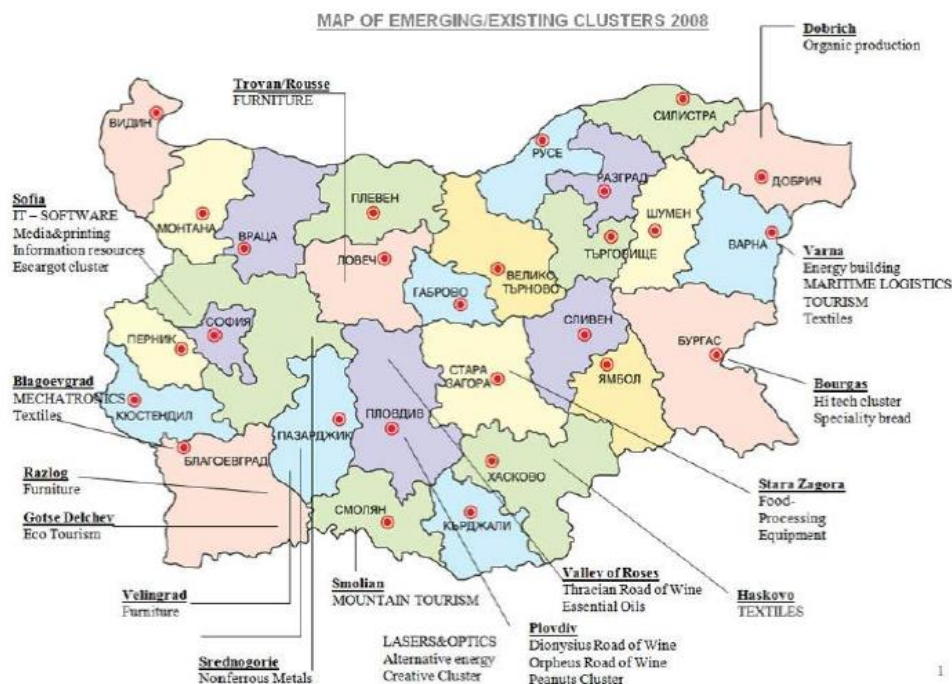 MAP OF EMERGING/EXISTING CLUSTERS 2008
Dobrich
Organic production
Troyan/Rousse
FURNITURE
ВИДИН
СИЛИСТРА
РУСЕ
РАЗГРАД
ДОБРИЧ
Sofia
IT – SOFTWARE
Media&printing
Information resources
Escargot cluster
МОНТАНА
ВРАЦА
ПЛЕВЕН
ШУМЕН
ТЪРГОВИЩЕ
ВАРНА
Varna
Energy building
MARITIME LOGISTICS
TOURISM
Textiles
ЛОВЕЧ
ВЕЛИКО
ТЪРНОВО
ГАБРОВО
СОФИЯ
ПЕРНИК
СЛИВЕН
БУРГАС
Blagoevgrad
MECHATRONICS
Textiles
КЮСТЕНДИЛ
СТАРА
ЗАГОРА
ЯМБОЛ
Bourgas
Hi tech cluster
Speciality bread
ПАЗАРДЖИК
ПЛОВДИВ
БЛАГОЕВГРАД
ХАСКОВО
Razlog
Furniture
Gotse Delchev
Eco Tourism
СМОЛЯН
КЪРДЖАЛИ
Stara Zagora
Food-
Processing
Equipment
Velingrad
Furniture
Smolian
MOUNTAIN TOURISM
Valley of Roses
Thracian Road of Wine
Essential Oils
Haskovo
TEXTILES
Srednogorie
Nonferrous Metals
LASERS&OPTICS
Alternative energy
Creative Cluster
Plovdiv
Dionysius Road of Wine
Orpheus Road of Wine
Peanuts Cluster
1